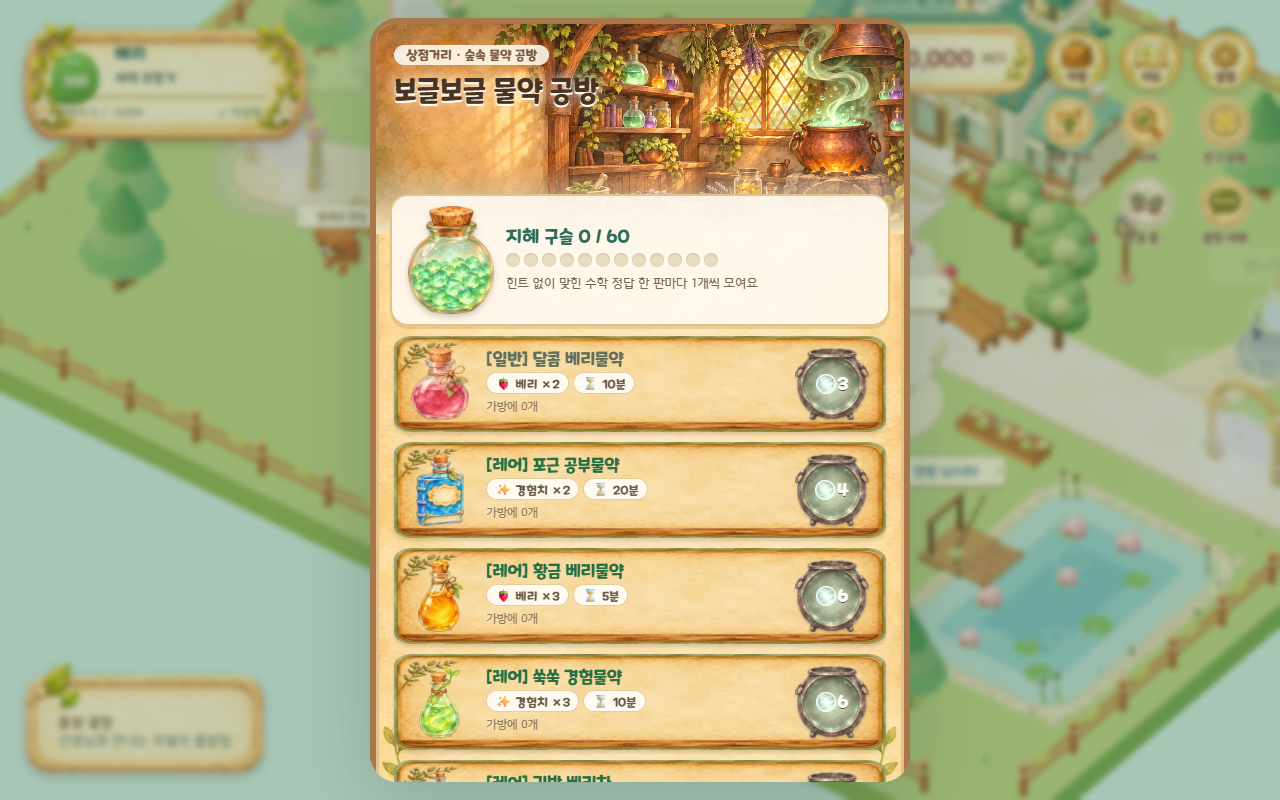 상점거리 · 숲속 물약 공방
보글보글 물약 공방
지혜 구슬 0 / 60
힌트 없이 맞힌 수학 정답 한 판마다 1개씩 모여요
[일반] 달콤 베리물약
베리 ×2 10분
가방에 0개
3
[레어] 포근 공부물약
경험치 ×2 20분
가방에 0개
4
[레어] 황금 베리물약
베리 ×3 5분
가방에 0개
6
[레어] 쑥쑥 경험물약
경험치 ×3 10분
가방에 0개
6